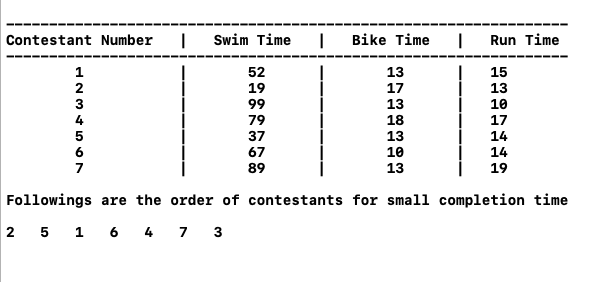 -----------------------------------------------------------------
Contestant Number   |   Swim Time   |   Bike Time   |   Run Time
-----------------------------------------------------------------
        1           |       52      |       13      |   15
        2           |       19      |       17      |   13
        3           |       99      |       13      |   10
        4           |       79      |       18      |   17
        5           |       37      |       13      |   14
        6           |       67      |       10      |   14
        7           |       89      |       13      |   19
Followings are the order of contestants for small completion time
2   5   1   6   4   7   3